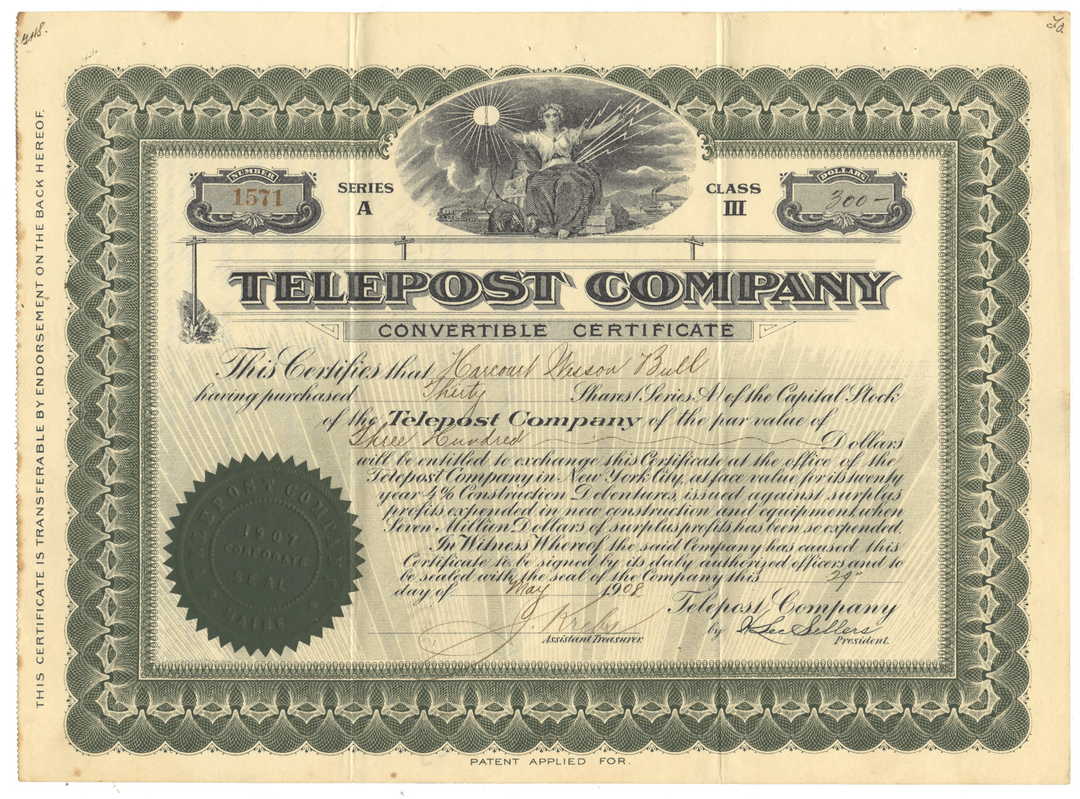 THIS CERTIFICATE IS TRANSFERABLE BY ENDORSEMENT ON THE BACK HEREOF.
NUMBER
1571
SERIES
A
CLASS
III
DOLLARS
300-
TELEPOST COMPANY
CONVERTIBLE CERTIFICATE
This Certifies that Harcourt Wesson Bull
having purchased Thirty Shares (Series A) of the Capital Stock
of the Telepost Company of the par value of
Three Hundred Dollars
will be entitled to exchange this Certificate at the office of the
Telepost Company in New York City, at face value for its twenty
year 4% Construction Debentures, issued against surplus
profits expended in new construction and equipment, when
Seven Million Dollars of surplus profits has been so expended.
In Witness Whereof the said Company has caused this
Certificate to be signed by its duly authorized officers and to
be sealed with the seal of the Company this 29"
day of May 1908
Telepost Company
J. Krebs
Assistant Treasurer.
by H Lee Sellers
President.
TELEPOST COMPANY
1907
CORPORATE
SEAL
MAINE
PATENT APPLIED FOR.